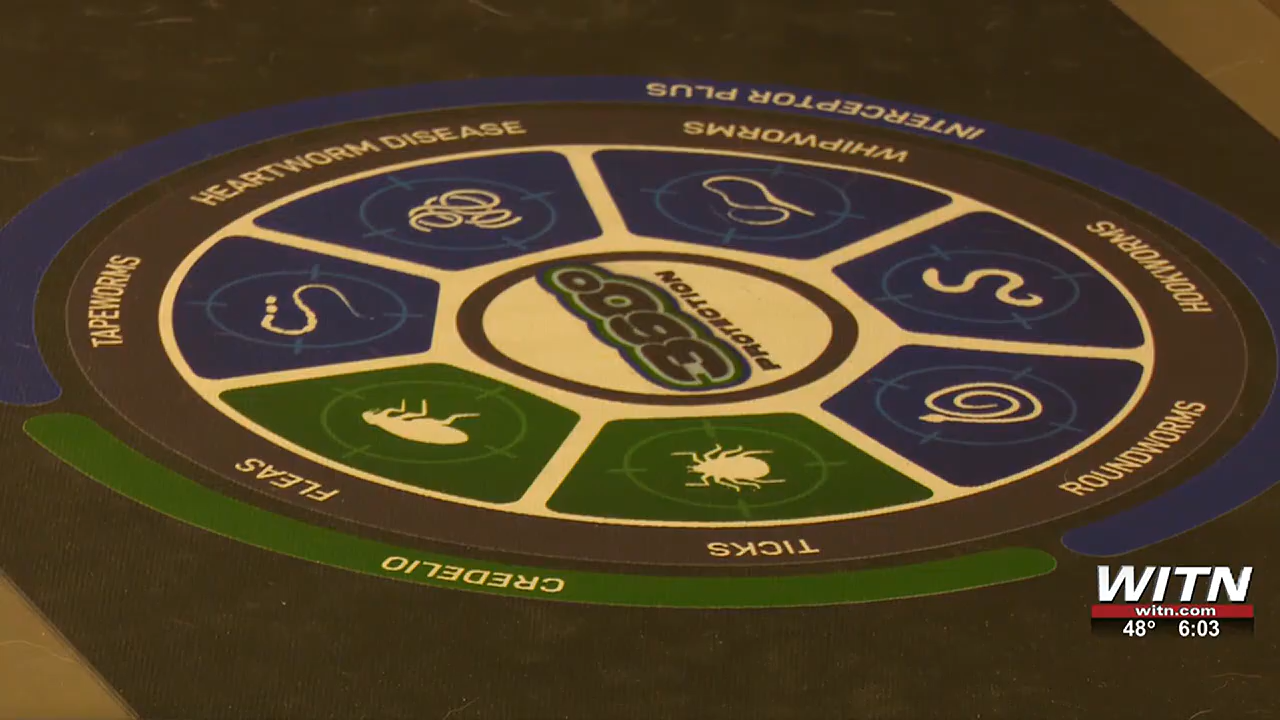 INTERCEPTOR PLUS
HEARTWORM DISEASE
WHIPWORMS
HOOKWORMS
TAPEWORMS
360°
PROTECTION
ROUNDWORMS
FLEAS
TICKS
CREDELIO
WITN
witn.com
48° 6:03